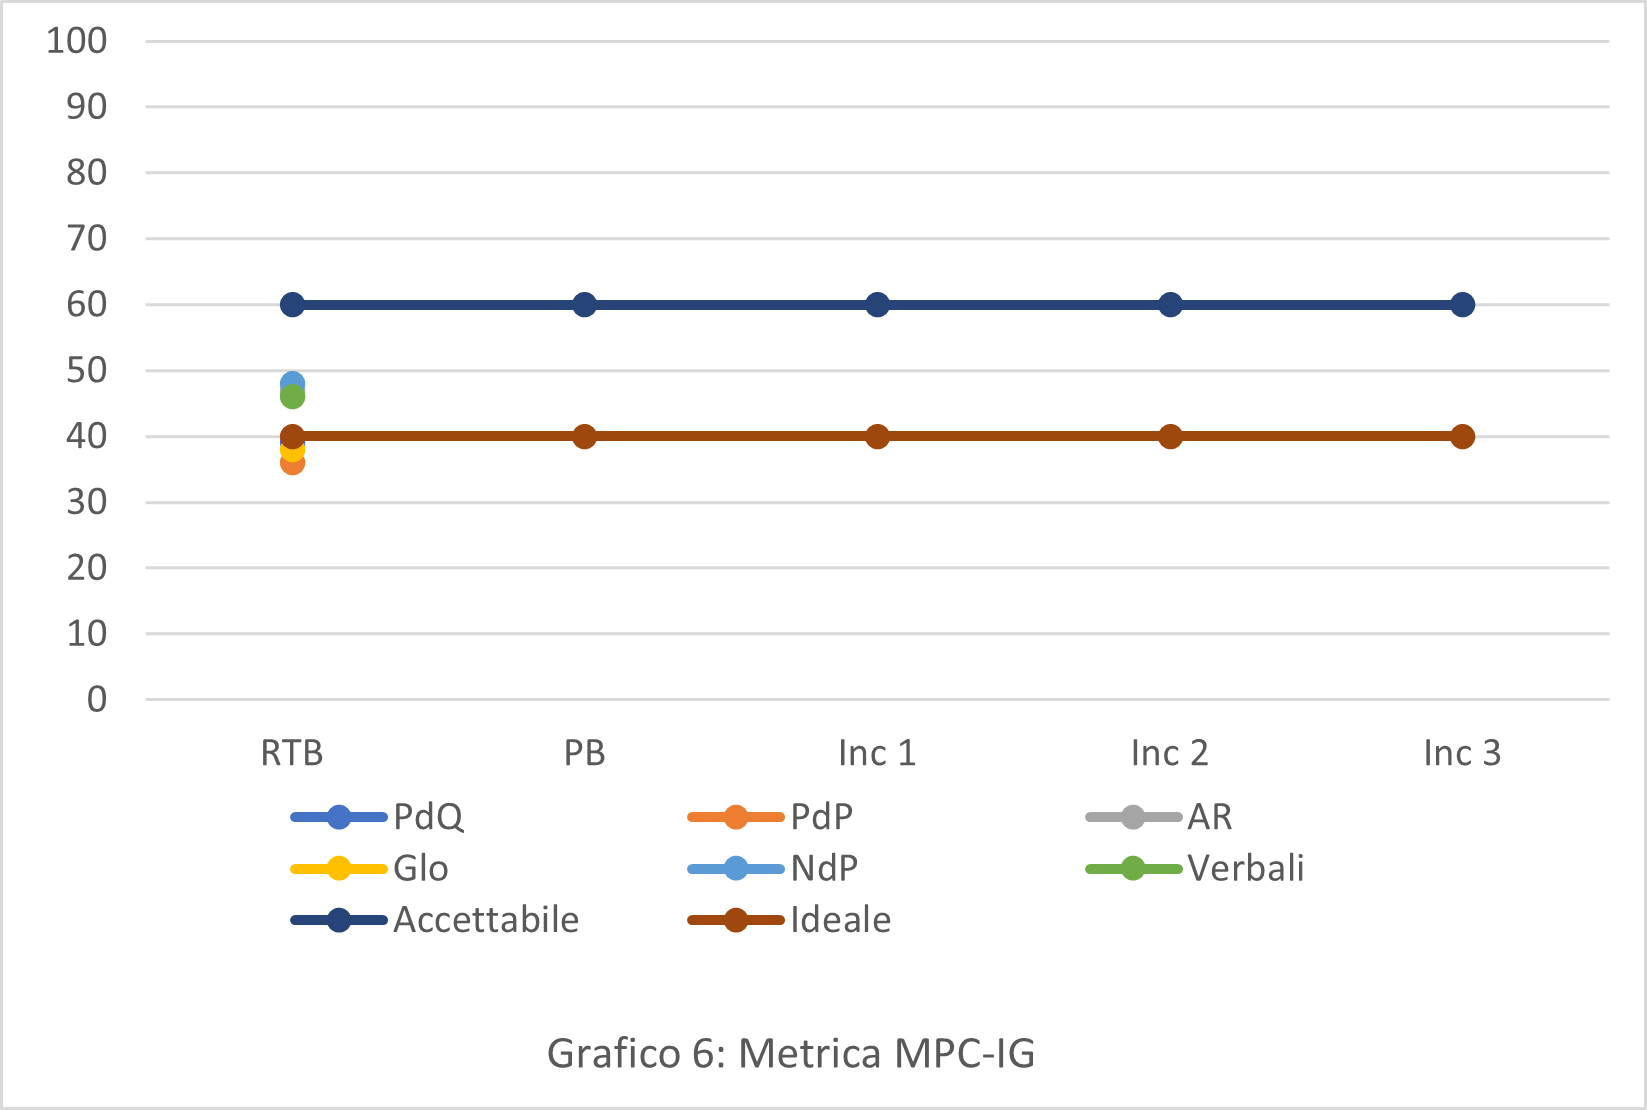 100
90
80
70
60
50
40
30
20
10
0
RTB PB Inc 1 Inc 2 Inc 3
PdQ PdP AR
Glo NdP Verbali
Accettabile Ideale
Grafico 6: Metrica MPC-IG